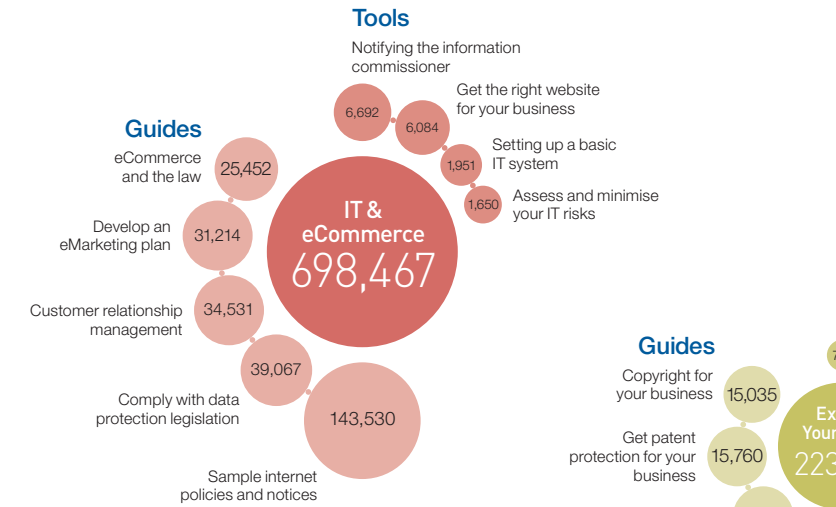 Tools
Notifying the information
commissioner
6,692
Get the right website
for your business
6,084
Setting up a basic
IT system
1,951
Assess and minimise
your IT risks
1,650
Guides
eCommerce
and the law
25,452
Develop an
eMarketing plan
31,214
Customer relationship
management
34,531
39,067
Comply with data
protection legislation
143,530
Sample internet
policies and notices
IT &
eCommerce
698,467
Guides
Copyright for
your business
15,035
Get patent
protection for your
business
15,760
Your